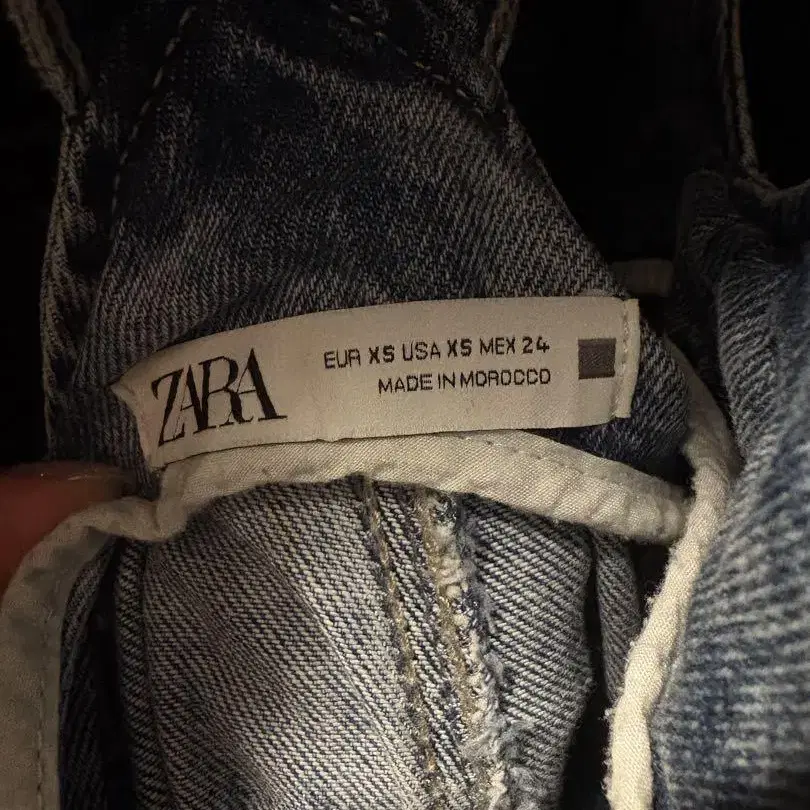 ZARA
EUR XS USA XS MEX 24
MADE IN MOROCCO